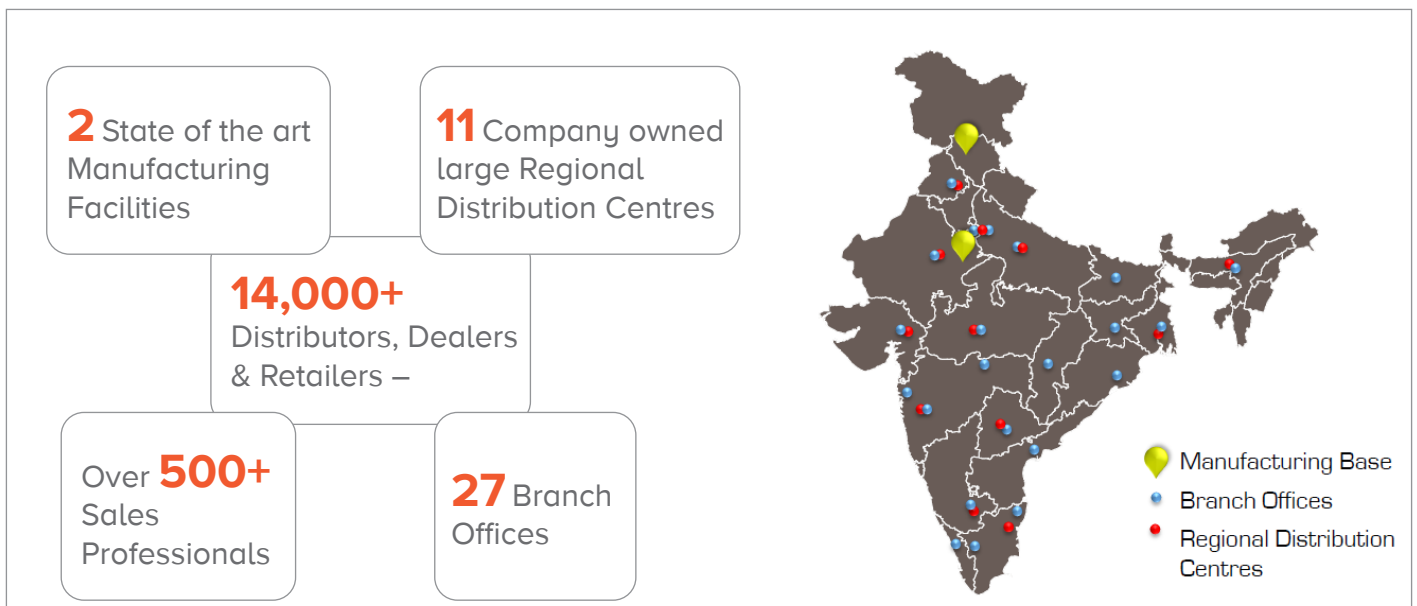 2 State of the art
Manufacturing
Facilities
11 Company owned
large Regional
Distribution Centres
14,000+
Distributors, Dealers
& Retailers –
Over 500+
Sales
Professionals
27 Branch
Offices
Manufacturing Base
Branch Offices
Regional Distribution
Centres